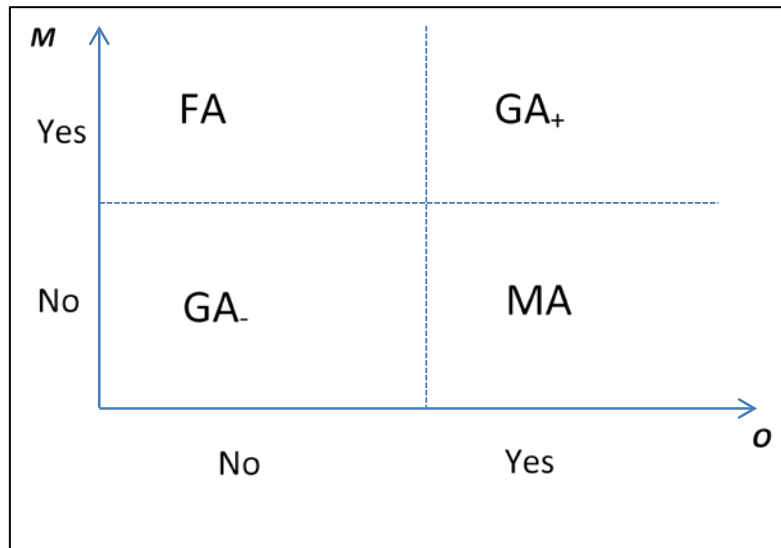 M
Yes FA GA₊
No GA₋ MA
O
No Yes